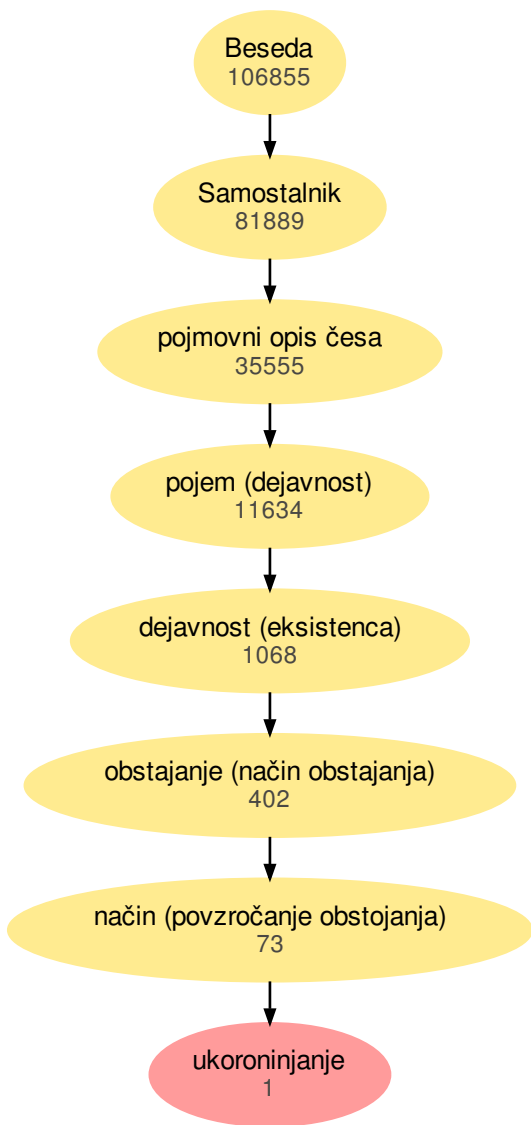 Beseda
106855
Samostalnik
81889
pojmovni opis česa
35555
pojem (dejavnost)
11634
dejavnost (eksistenca)
1068
obstajanje (način obstajanja)
402
način (povzročanje obstojanja)
73
ukoroninjanje
1